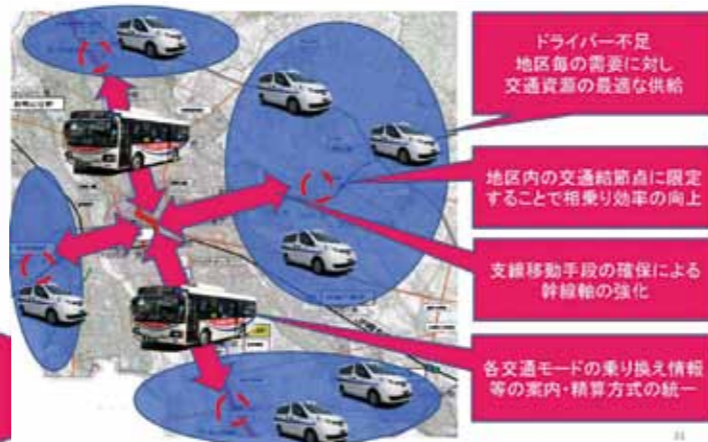 ドライバー不足
地区毎の需要に対し
交通資源の最適な供給
地区内の交通結節点に限定
することで相乗り効率の向上
支線移動手段の確保による
幹線軸の強化
各交通モードの乗り換え情報
等の案内・精算方式の統一